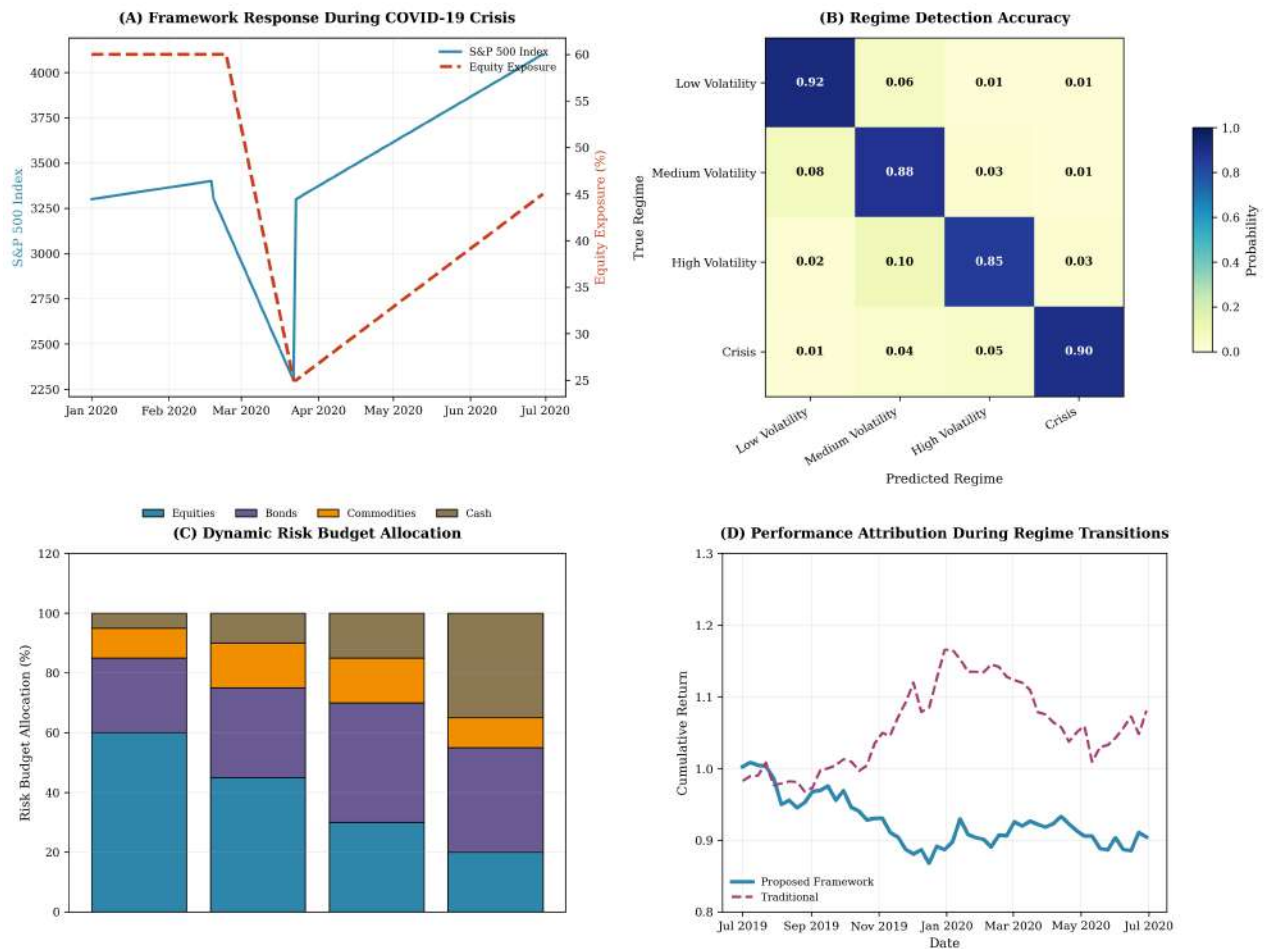 (A) Framework Response During COVID-19 Crisis
S&P 500 Index
Equity Exposure
4000
3750
3500
3250
3000
2750
2500
2250
S&P 500 Index
60
55
50
45
40
35
30
25
Equity Exposure (%)
Jan 2020 Feb 2020 Mar 2020 Apr 2020 May 2020 Jun 2020 Jul 2020
(B) Regime Detection Accuracy
True Regime
Low Volatility 0.92 0.06 0.01 0.01
Medium Volatility 0.08 0.88 0.03 0.01
High Volatility 0.02 0.10 0.85 0.03
Crisis 0.01 0.04 0.05 0.90
Low Volatility Medium Volatility High Volatility Crisis
Predicted Regime
1.0
0.8
0.6
0.4
0.2
0.0
Probability
Equities Bonds Commodities Cash
(C) Dynamic Risk Budget Allocation
120
100
80
60
40
20
0
Risk Budget Allocation (%)
(D) Performance Attribution During Regime Transitions
1.3
1.2
1.1
1.0
0.9
0.8
Cumulative Return
Proposed Framework
Traditional
Jul 2019 Sep 2019 Nov 2019 Jan 2020 Mar 2020 May 2020 Jul 2020
Date